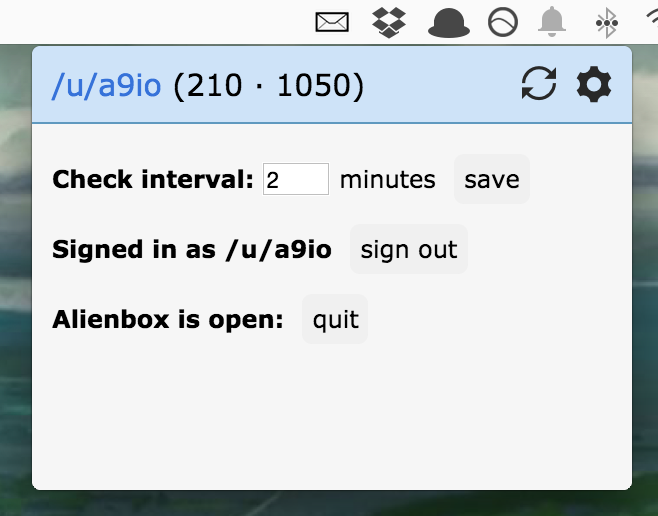 /u/a9io (210 · 1050)
Check interval: 2 minutes save
Signed in as /u/a9io sign out
Alienbox is open: quit